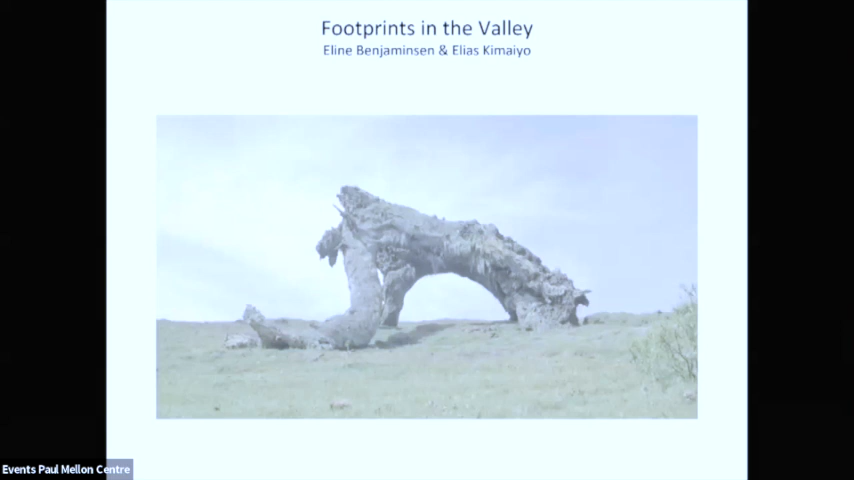 Footprints in the Valley
Eline Benjaminsen & Elias Kimaiyo
Events Paul Mellon Centre